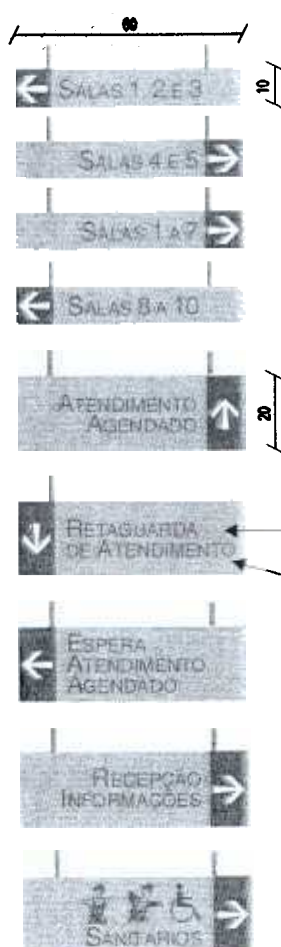 60
SALAS 1, 2 E 3
10
SALAS 4 E 5
SALAS 1 A 7
SALAS 8 A 10
ATENDIMENTO
AGENDADO
20
RETAGUARDA
DE ATENDIMENTO
ESPERA
ATENDIMENTO
AGENDADO
RECEPÇÃO
INFORMAÇÕES
SANITÁRIOS